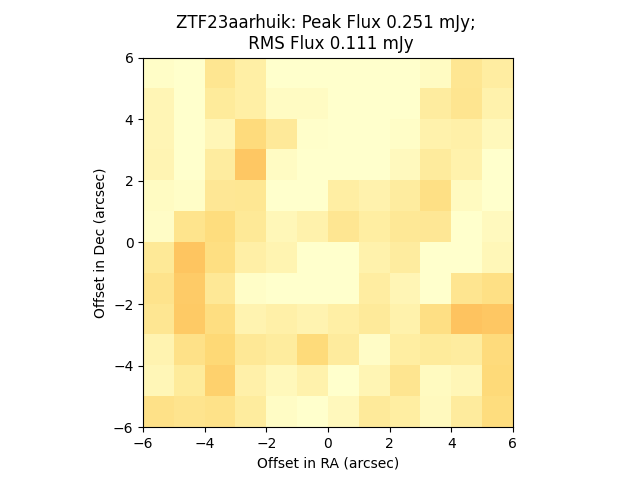 ZTF23aarhuik: Peak Flux 0.251 mJy;
RMS Flux 0.111 mJy
6
4
2
0
−2
−4
−6
Offset in Dec (arcsec)
−6 −4 −2 0 2 4 6
Offset in RA (arcsec)